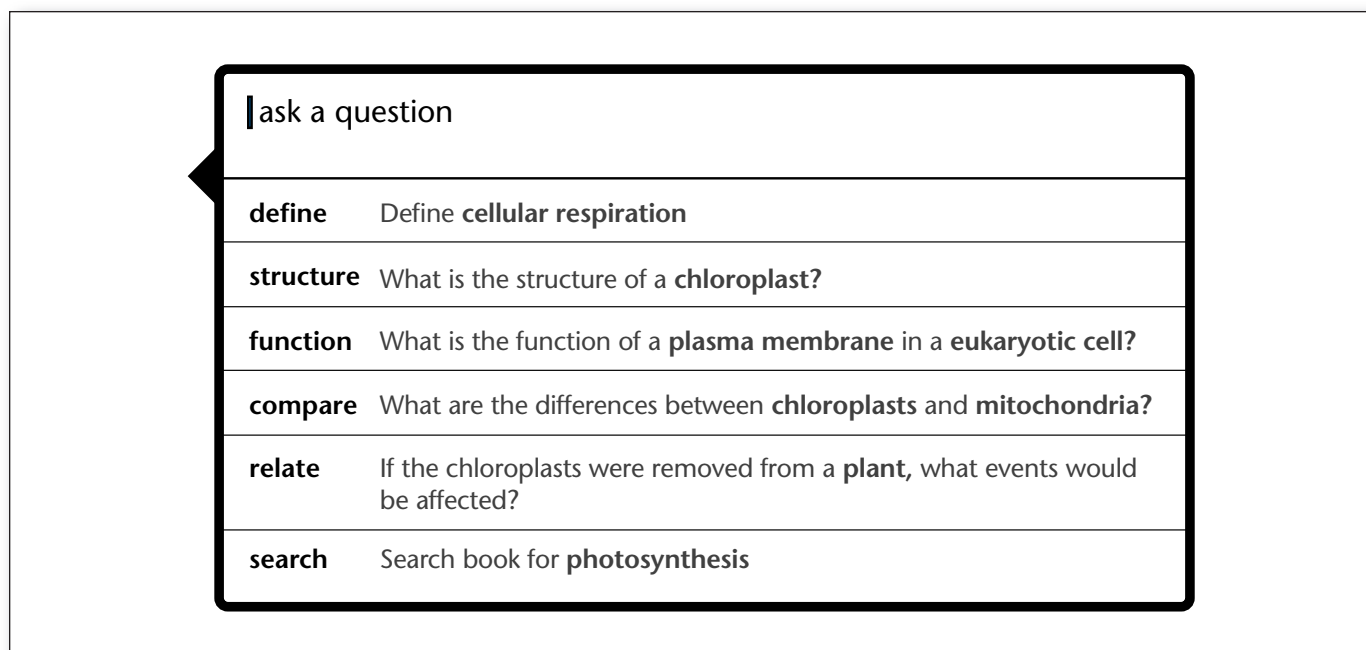 ask a question
define Define cellular respiration
structure What is the structure of a chloroplast?
function What is the function of a plasma membrane in a eukaryotic cell?
compare What are the differences between chloroplasts and mitochondria?
relate If the chloroplasts were removed from a plant, what events would
be affected?
search Search book for photosynthesis